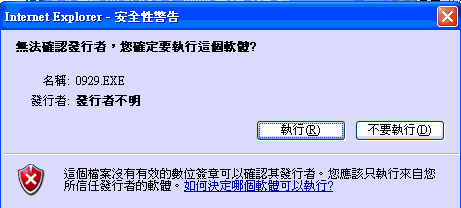 Internet Explorer - 安全性警告
無法確認發行者，您確定要執行這個軟體?
名稱: 0929.EXE
發行者: 發行者不明
執行(R)
不要執行(D)
這個檔案沒有有效的數位簽章可以確認其發行者。您應該只執行來自您
所信任發行者的軟體。如何決定哪個軟體可以執行?